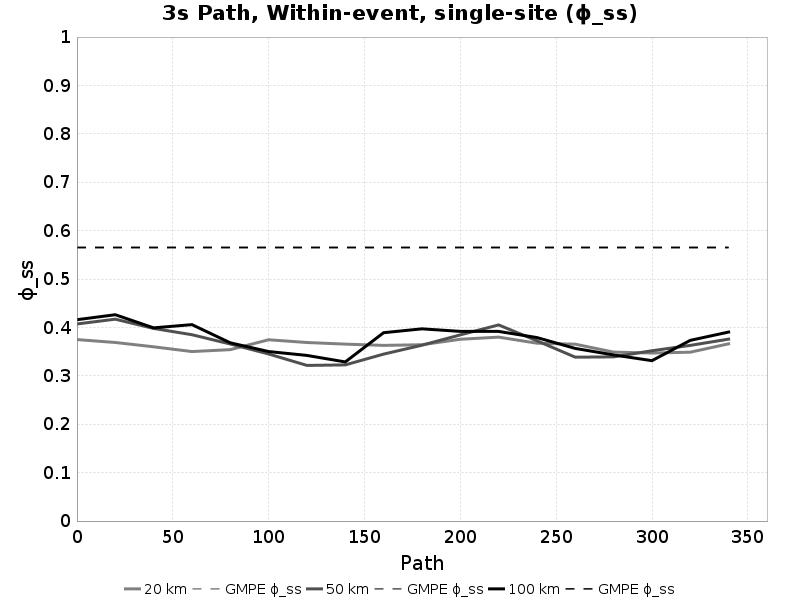 3s Path, Within-event, single-site (ϕ_ss)
1
0.9
0.8
0.7
0.6
0.5
0.4
0.3
0.2
0.1
0
ϕ_ss
0 50 100 150 200 250 300 350
Path
20 km GMPE ϕ_ss 50 km GMPE ϕ_ss 100 km GMPE ϕ_ss